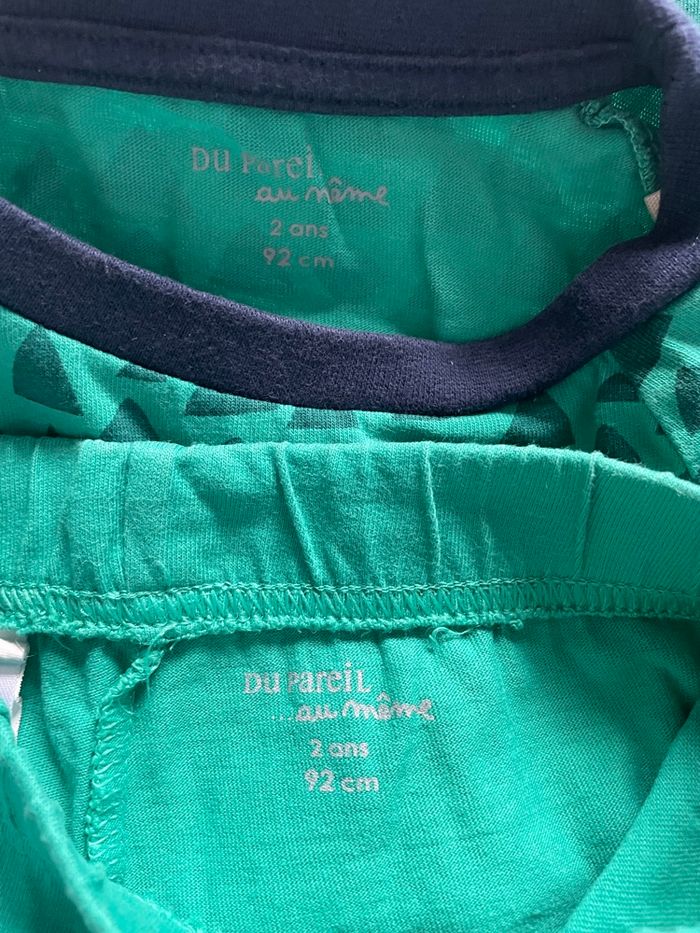 DU PareiL
...au même
2 ans
92 cm
DU PareiL
...au même
2 ans
92 cm